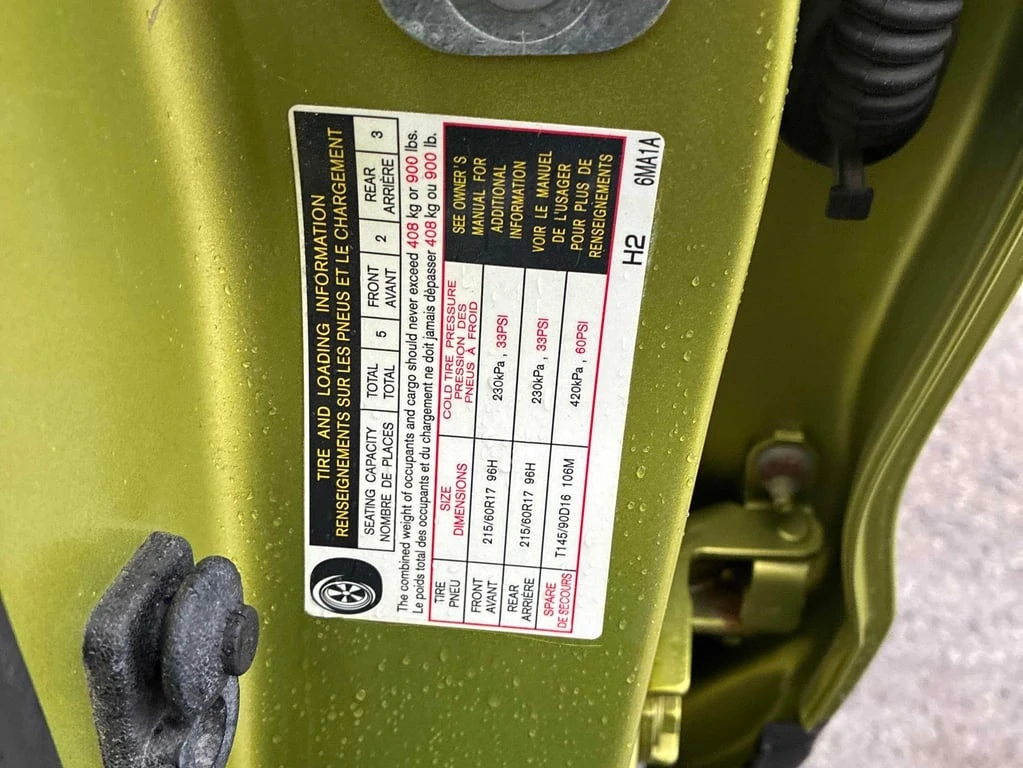 TIRE AND LOADING INFORMATION
RENSEIGNEMENTS SUR LES PNEUS ET LE CHARGEMENT
SEATING CAPACITY TOTAL 5 FRONT 2 REAR 3
NOMBRE DE PLACES TOTAL AVANT ARRIÈRE
The combined weight of occupants and cargo should never exceed 408 kg or 900 lbs.
Le poids total des occupants et du chargement ne doit jamais dépasser 408 kg ou 900 lb.
TIRE
PNEU
SIZE
DIMENSIONS
COLD TIRE PRESSURE
PRESSION DES
PNEUS À FROID
FRONT
AVANT
215/60R17 96H
230kPa, 33PSI
REAR
ARRIÈRE
215/60R17 96H
230kPa, 33PSI
SPARE
DE SECOURS
T145/90D16 106M
420kPa, 60PSI
SEE OWNER'S
MANUAL FOR
ADDITIONAL
INFORMATION
VOIR LE MANUEL
DE L'USAGER
POUR PLUS DE
RENSEIGNEMENTS
H2 6MA1A